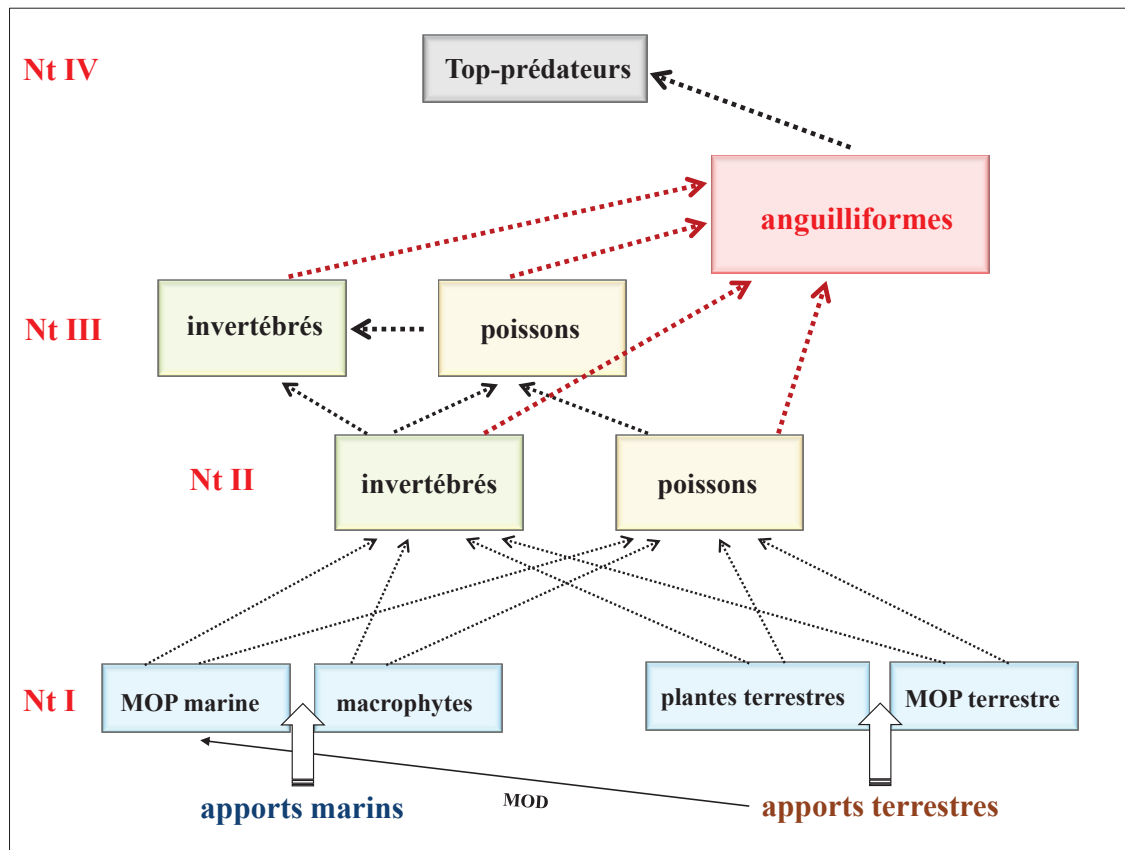 Nt IV
Top-prédateurs
anguilliformes
Nt III
invertébrés
poissons
Nt II
invertébrés
poissons
Nt I
MOP marine
macrophytes
plantes terrestres
MOP terrestre
apports marins
MOD
apports terrestres